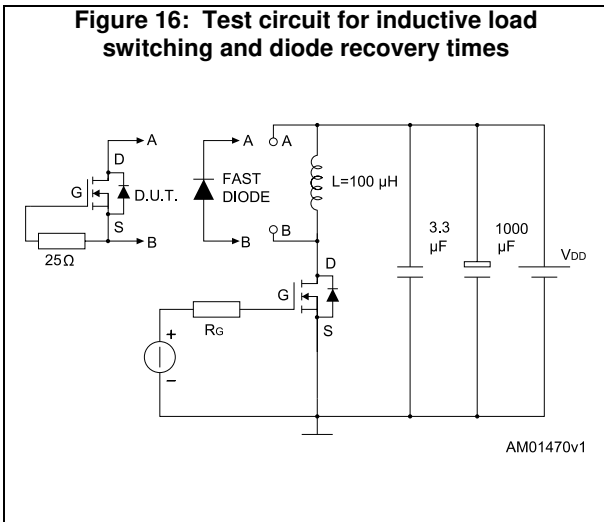 Figure 16: Test circuit for inductive load
switching and diode recovery times
A
D
G
D.U.T.
S
B
25Ω
A
FAST
DIODE
B
A
B
L=100 µH
D
G
S
RG
+
−
3.3
µF
1000
µF
VDD
AM01470v1